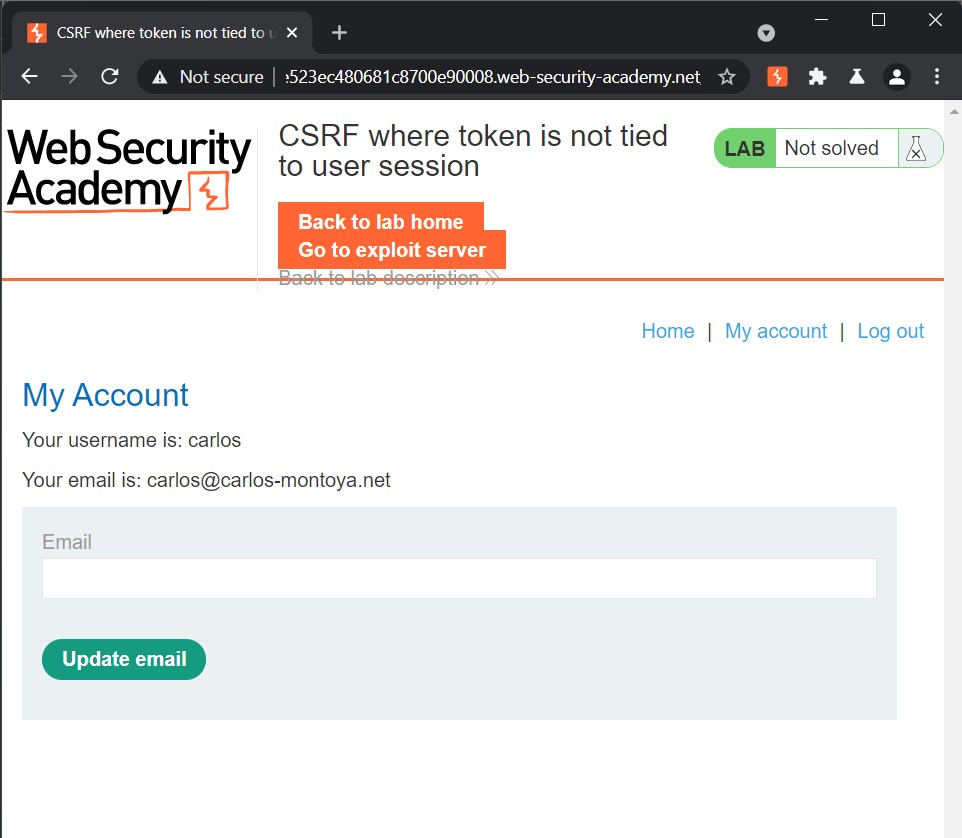 CSRF where token is not tied to u
Not secure
e523ec480681c8700e90008.web-security-academy.net
Web Security
Academy
CSRF where token is not tied
to user session
LAB Not solved
Back to lab home
Go to exploit server
Back to lab description
Home | My account | Log out
My Account
Your username is: carlos
Your email is: carlos@carlos-montoya.net
Email
Update email